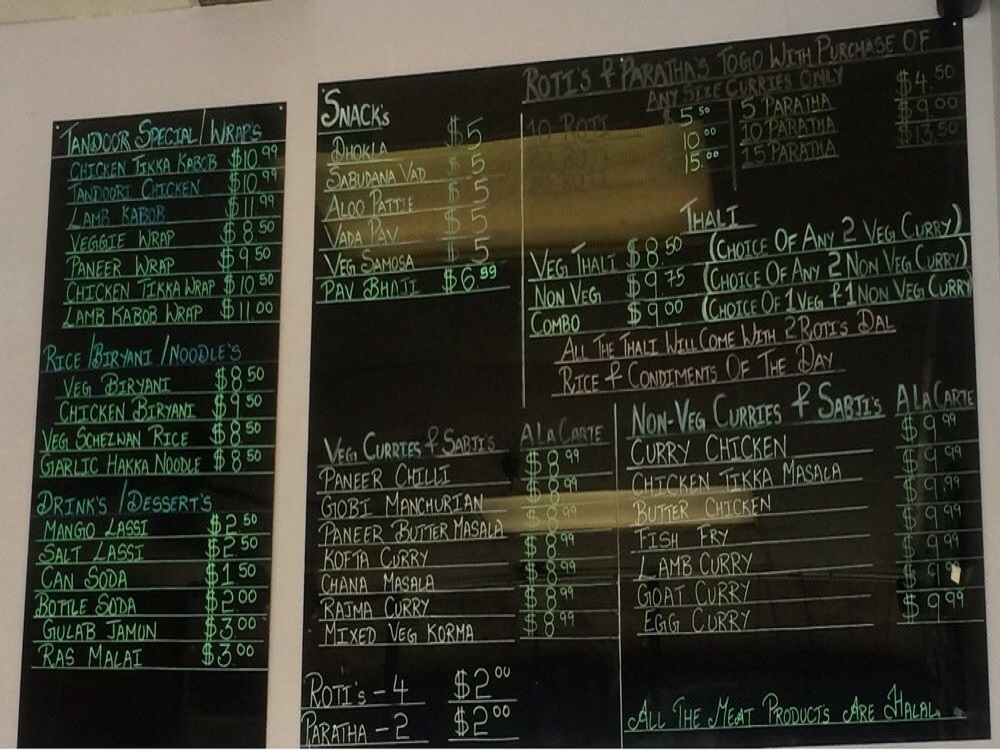 TANDOOR SPECIAL/WRAP'S
CHICKEN TIKKA KABOB $10.99
TANDOORI CHICKEN $10.99
LAMB KABOB $11.99
VEGGIE WRAP $8.50
PANEER WRAP $9.50
CHICKEN TIKKA WRAP $10.50
LAMB KABOB WRAP $11.00
RICE/BIRYANI/NOODLE'S
VEG BIRYANI $8.50
CHICKEN BIRYANI $9.50
VEG SCHEZWAN RICE $8.50
GARLIC HAKKA NOODLE $8.50
DRINK'S/DESSERT'S
MANGO LASSI $2.50
SALT LASSI $2.50
CAN SODA $1.50
BOTTLE SODA $2.00
GULAB JAMUN $3.00
RAS MALAI $3.00
SNACK'S
DHOKLA $5
SABUDANA VAD $5
ALOO PATTIE $5
VADA PAV $5
VEG SAMOSA $5
PAV BHAJI $6.99
ROTI'S & PARATHA'S TOGO WITH PURCHASE OF
ANY SIZE CURRIES ONLY
10 ROTI 5.50
10.00
15.00
5 PARATHA $4.50
10 PARATHA $9.00
15 PARATHA $13.50
THALI
VEG THALI $8.50 (CHOICE OF ANY 2 VEG CURRY)
NON VEG $9.75 (CHOICE OF ANY 2 NON VEG CURRY)
COMBO $9.00 (CHOICE OF 1 VEG & 1 NON VEG CURRY
ALL THE THALI WILL COME WITH 2 ROTI'S DAL
RICE & CONDIMENTS OF THE DAY
VEG CURRIES & SABJI'S A LA CARTE
PANEER CHILLI $8.99
GOBI MANCHURIAN $8.99
PANEER BUTTER MASALA $8.99
KOFTA CURRY $8.99
CHANA MASALA $8.99
RAJMA CURRY $8.99
MIXED VEG KORMA $8.99
ROTI'S - 4 $2.00
PARATHA - 2 $2.00
NON-VEG CURRIES & SABJI'S A LA CARTE
CURRY CHICKEN $9.99
CHICKEN TIKKA MASALA $9.99
BUTTER CHICKEN $9.99
FISH FRY $9.99
LAMB CURRY $9.99
GOAT CURRY $9.9
EGG CURRY $9.99
ALL THE MEAT PRODUCTS ARE HALAL.